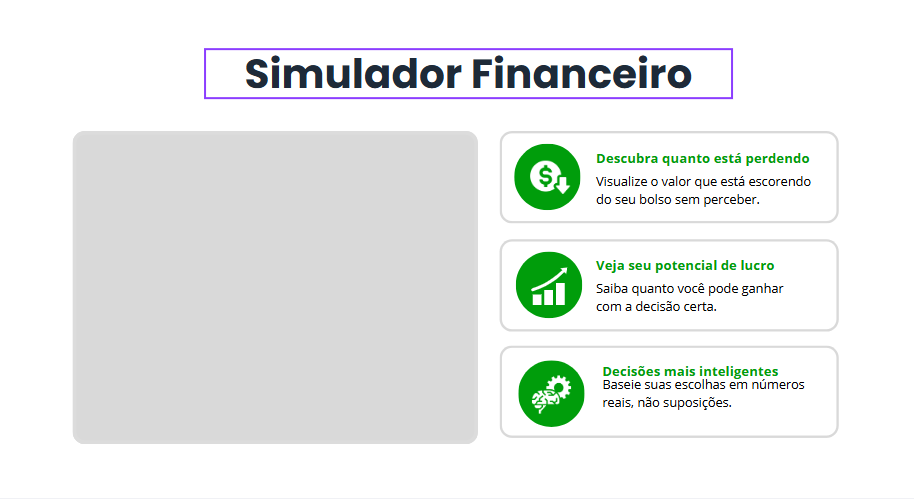 Simulador Financeiro
Descubra quanto está perdendo
Visualize o valor que está escorendo
do seu bolso sem perceber.
Veja seu potencial de lucro
Saiba quanto você pode ganhar
com a decisão certa.
Decisões mais inteligentes
Baseie suas escolhas em números
reais, não suposições.